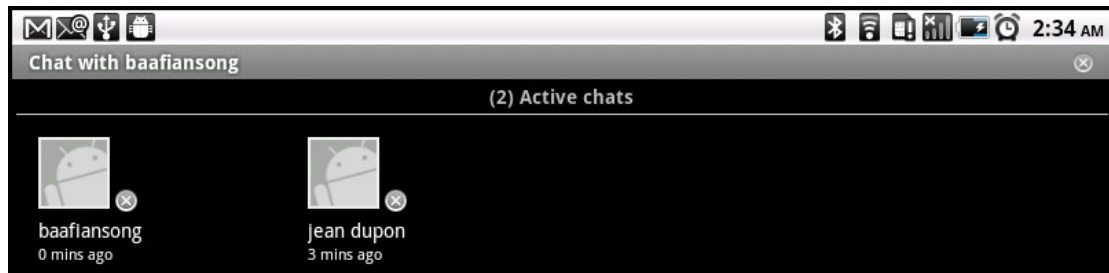 2:34 AM
Chat with baafiansong
(2) Active chats
baafiansong
jean dupon
0 mins ago
3 mins ago